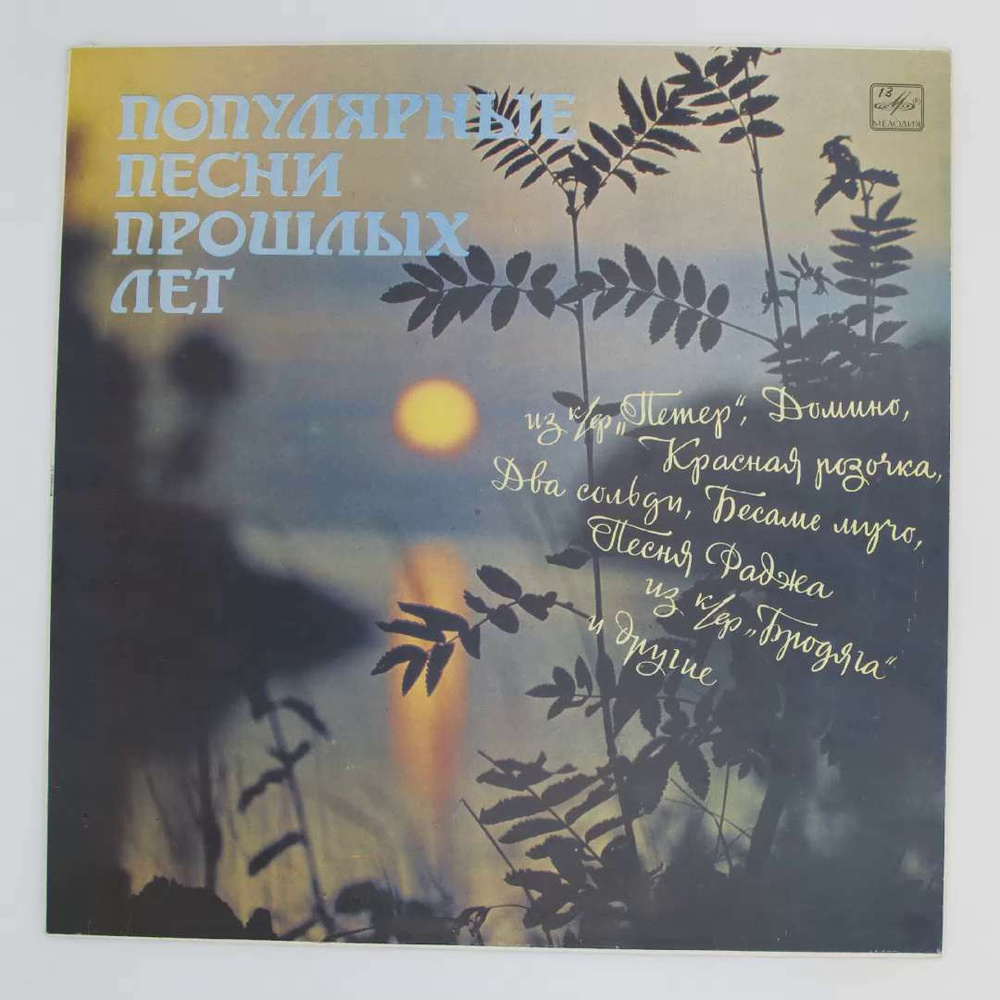 ПОПУЛЯРНЫЕ
ПЕСНИ
ПРОШЛЫХ
ЛЕТ
13
МЕЛОДИЯ
из к/ф „Петер“, Домино,
Красная розочка,
Два сольди, Бесаме мучо,
Песня Раджа
из к/ф „Бродяга“
и другие